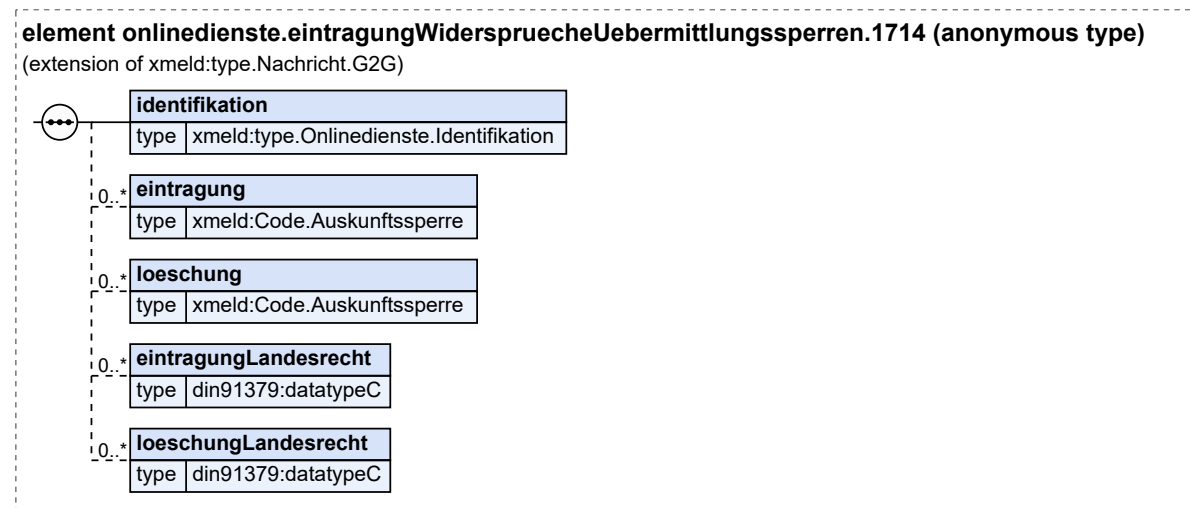 element onlinedienste.eintragungWiderspruecheUebermittlungssperren.1714 (anonymous type)
(extension of xmeld:type.Nachricht.G2G)
identifikation
type xmeld:type.Onlinedienste.Identifikation
0..* eintragung
type xmeld:Code.Auskunftssperre
0..* loeschung
type xmeld:Code.Auskunftssperre
0..* eintragungLandesrecht
type din91379:datatypeC
0..* loeschungLandesrecht
type din91379:datatypeC